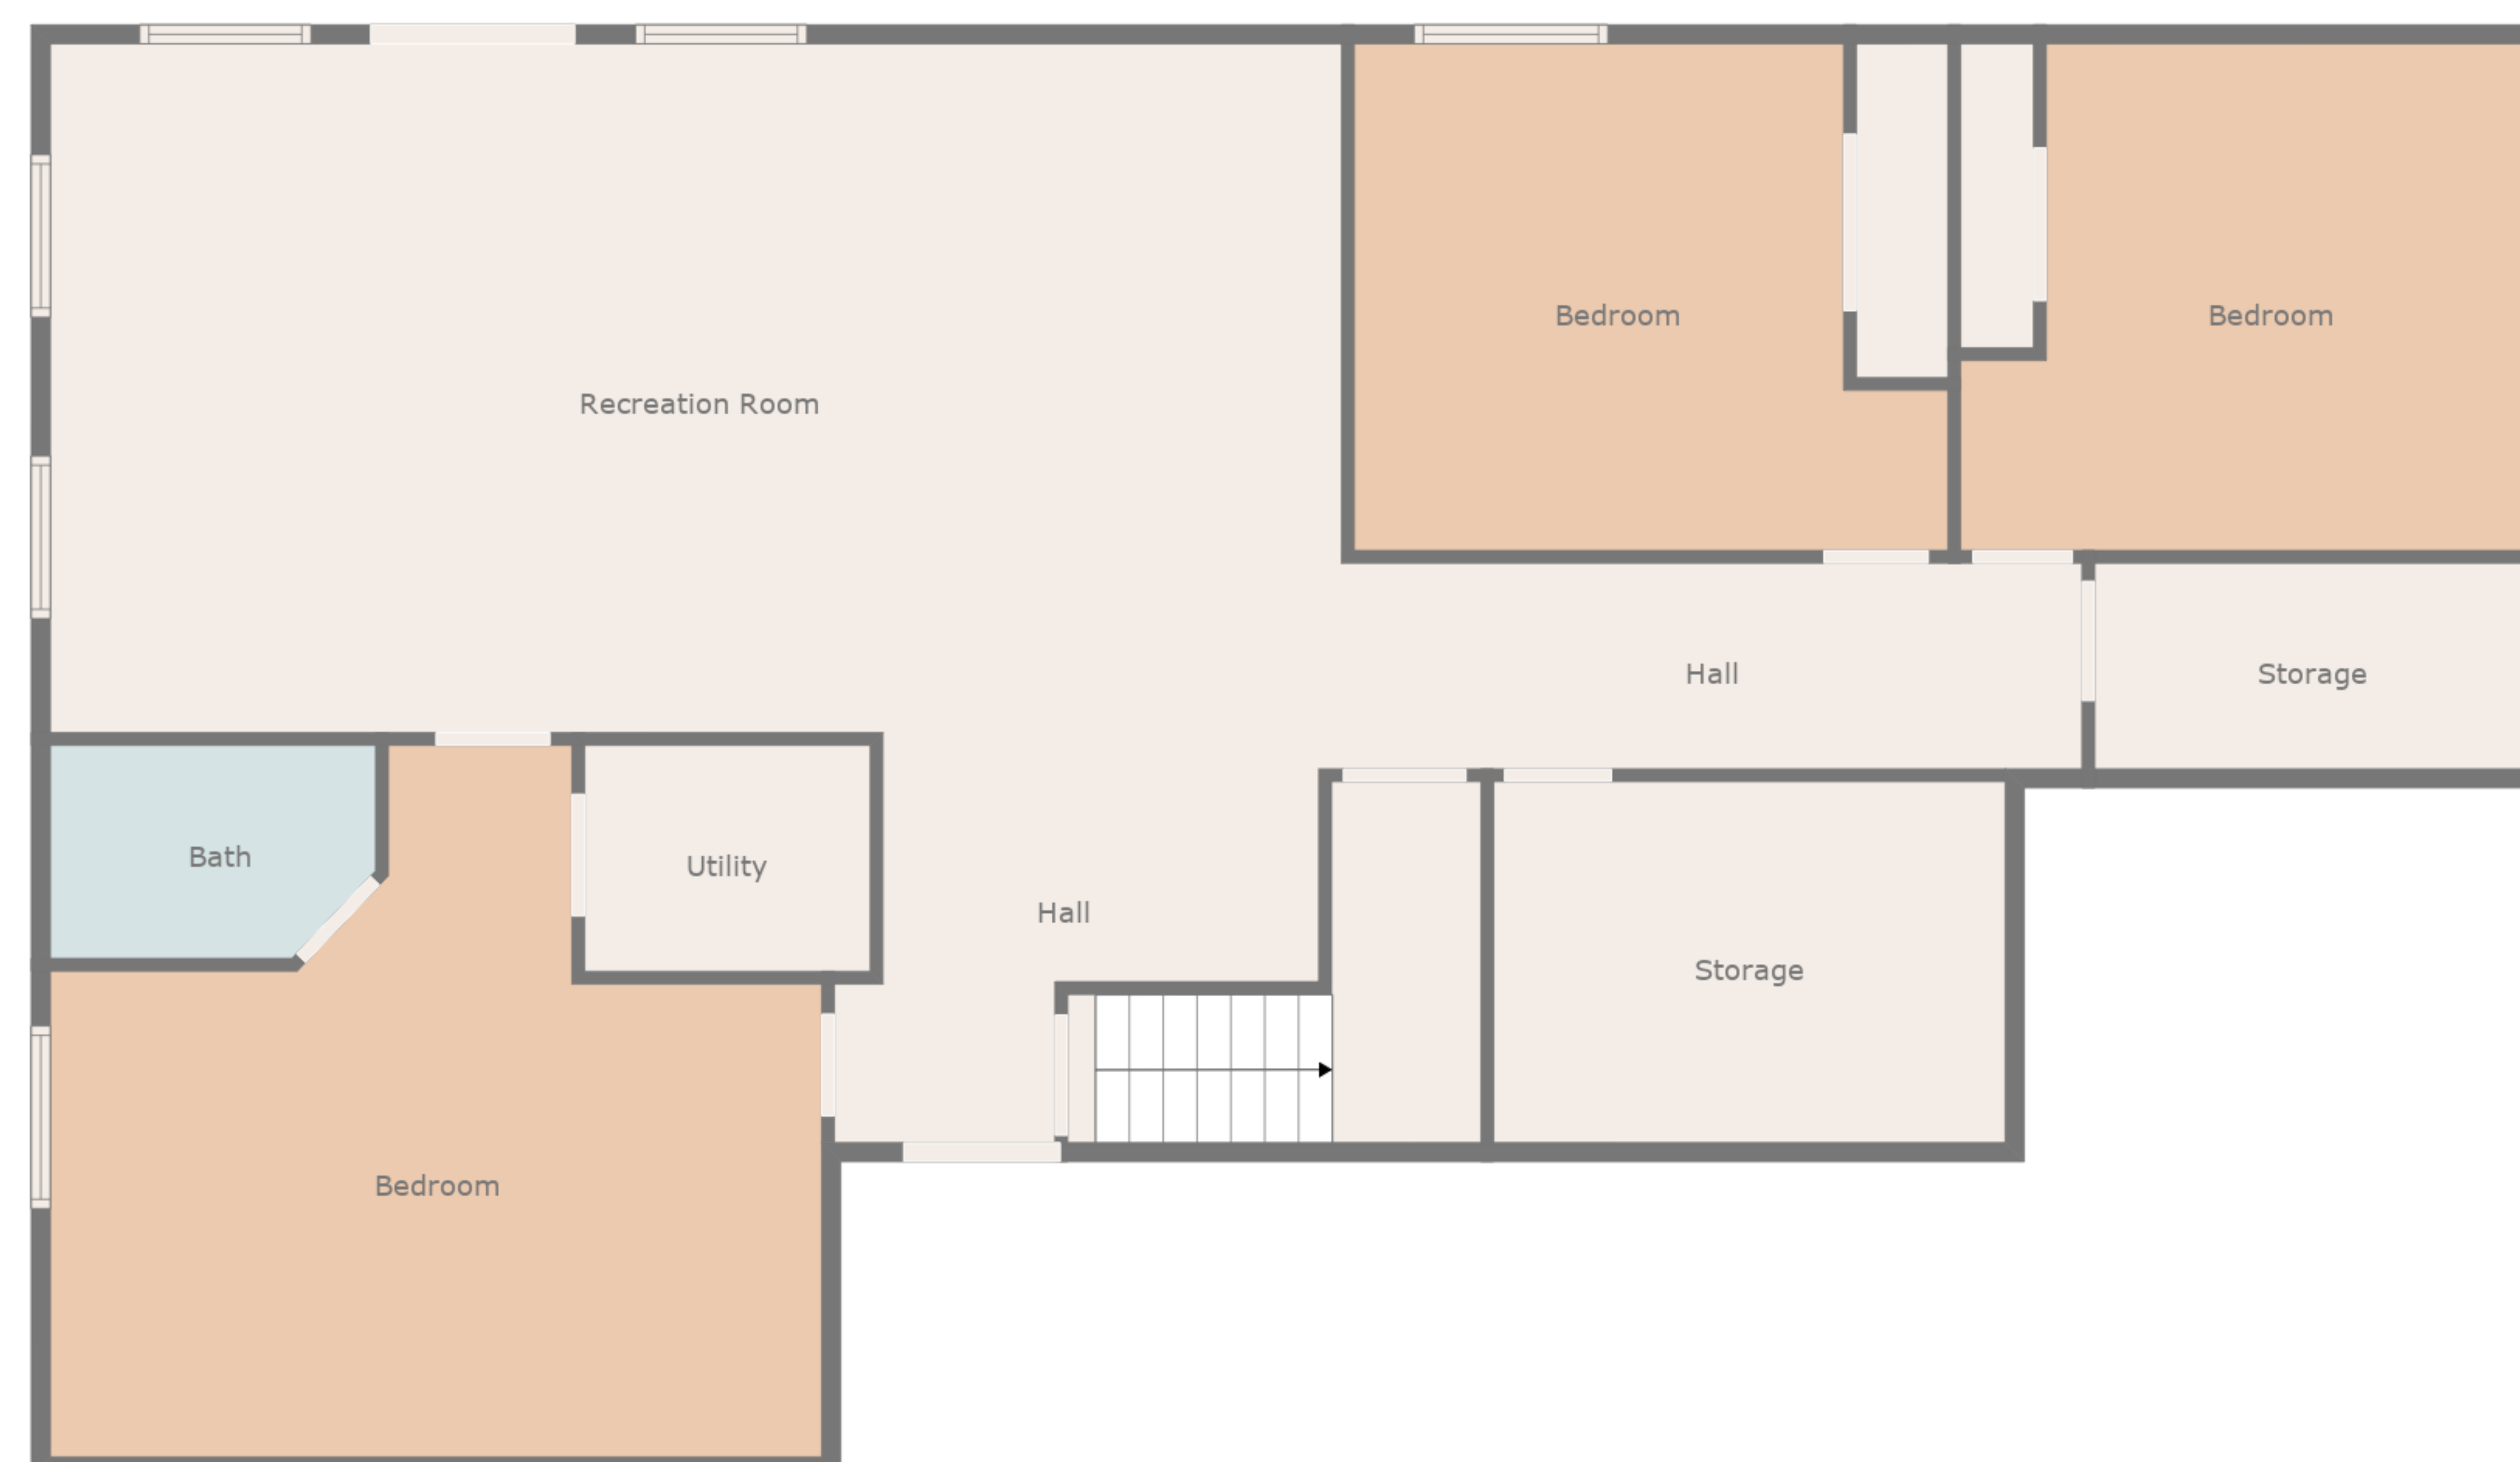 Bedroom
Bedroom
Recreation Room
Hall
Storage
Bath
Utility
Hall
Storage
Bedroom